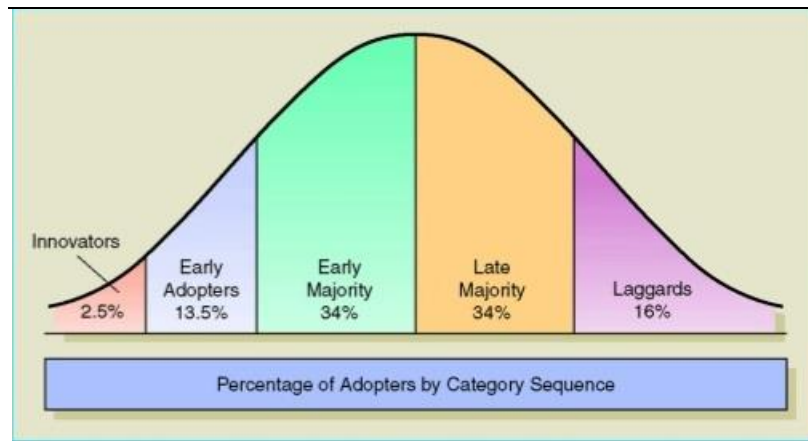 Innovators
2.5%
Early
Adopters
13.5%
Early
Majority
34%
Late
Majority
34%
Laggards
16%
Percentage of Adopters by Category Sequence